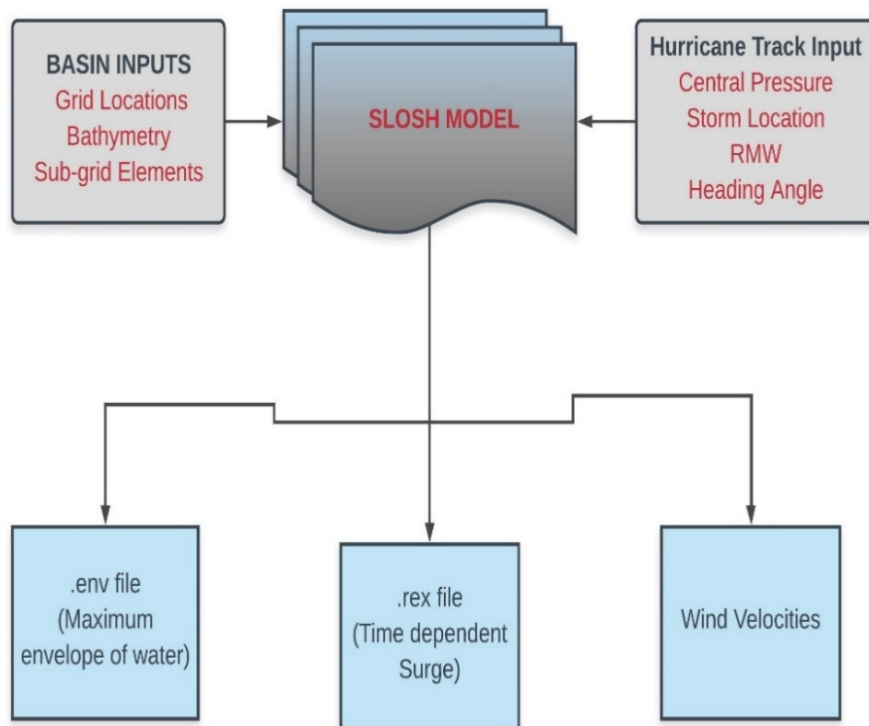 BASIN INPUTS
Grid Locations
Bathymetry
Sub-grid Elements
SLOSH MODEL
Hurricane Track Input
Central Pressure
Storm Location
RMW
Heading Angle
.env file
(Maximum
envelope of water)
.rex file
(Time dependent
Surge)
Wind Velocities